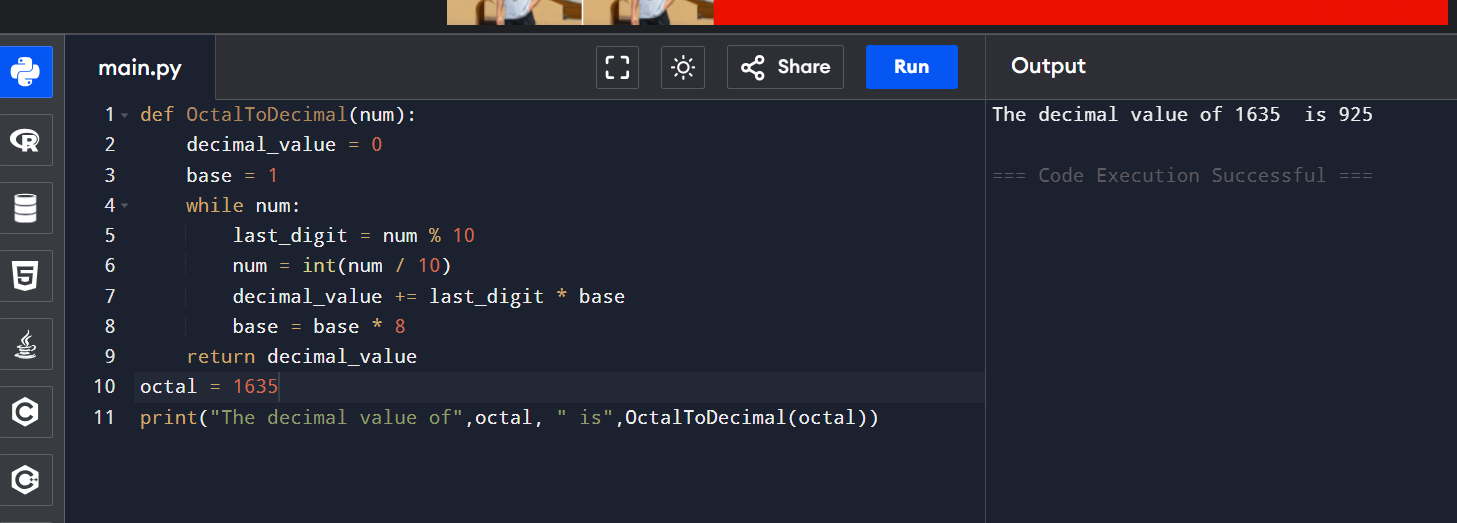 main.py
Share
Run
Output
1 def OctalToDecimal(num):
2     decimal_value = 0
3     base = 1
4     while num:
5         last_digit = num % 10
6         num = int(num / 10)
7         decimal_value += last_digit * base
8         base = base * 8
9     return decimal_value
10 octal = 1635
11 print("The decimal value of",octal, " is",OctalToDecimal(octal))
The decimal value of 1635  is 925
=== Code Execution Successful ===